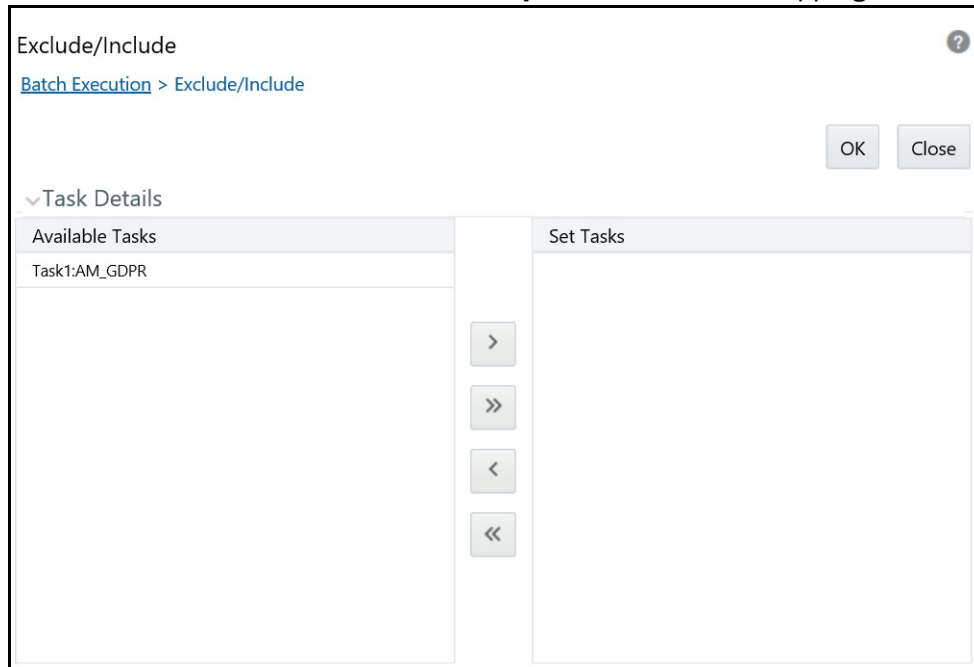 Exclude/Include
Batch Execution > Exclude/Include
OK Close
Task Details
Available Tasks Set Tasks
Task1:AM_GDPR